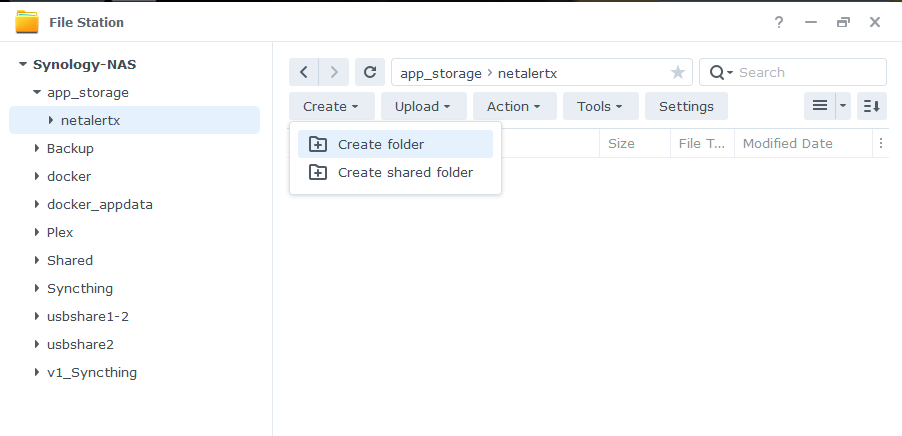 File Station
Synology-NAS
app_storage
netalertx
Backup
docker
docker_appdata
Plex
Shared
Syncthing
usbshare1-2
usbshare2
v1_Syncthing
app_storage › netalertx
Search
Create Upload Action Tools Settings
Create folder
Create shared folder
Size File T... Modified Date